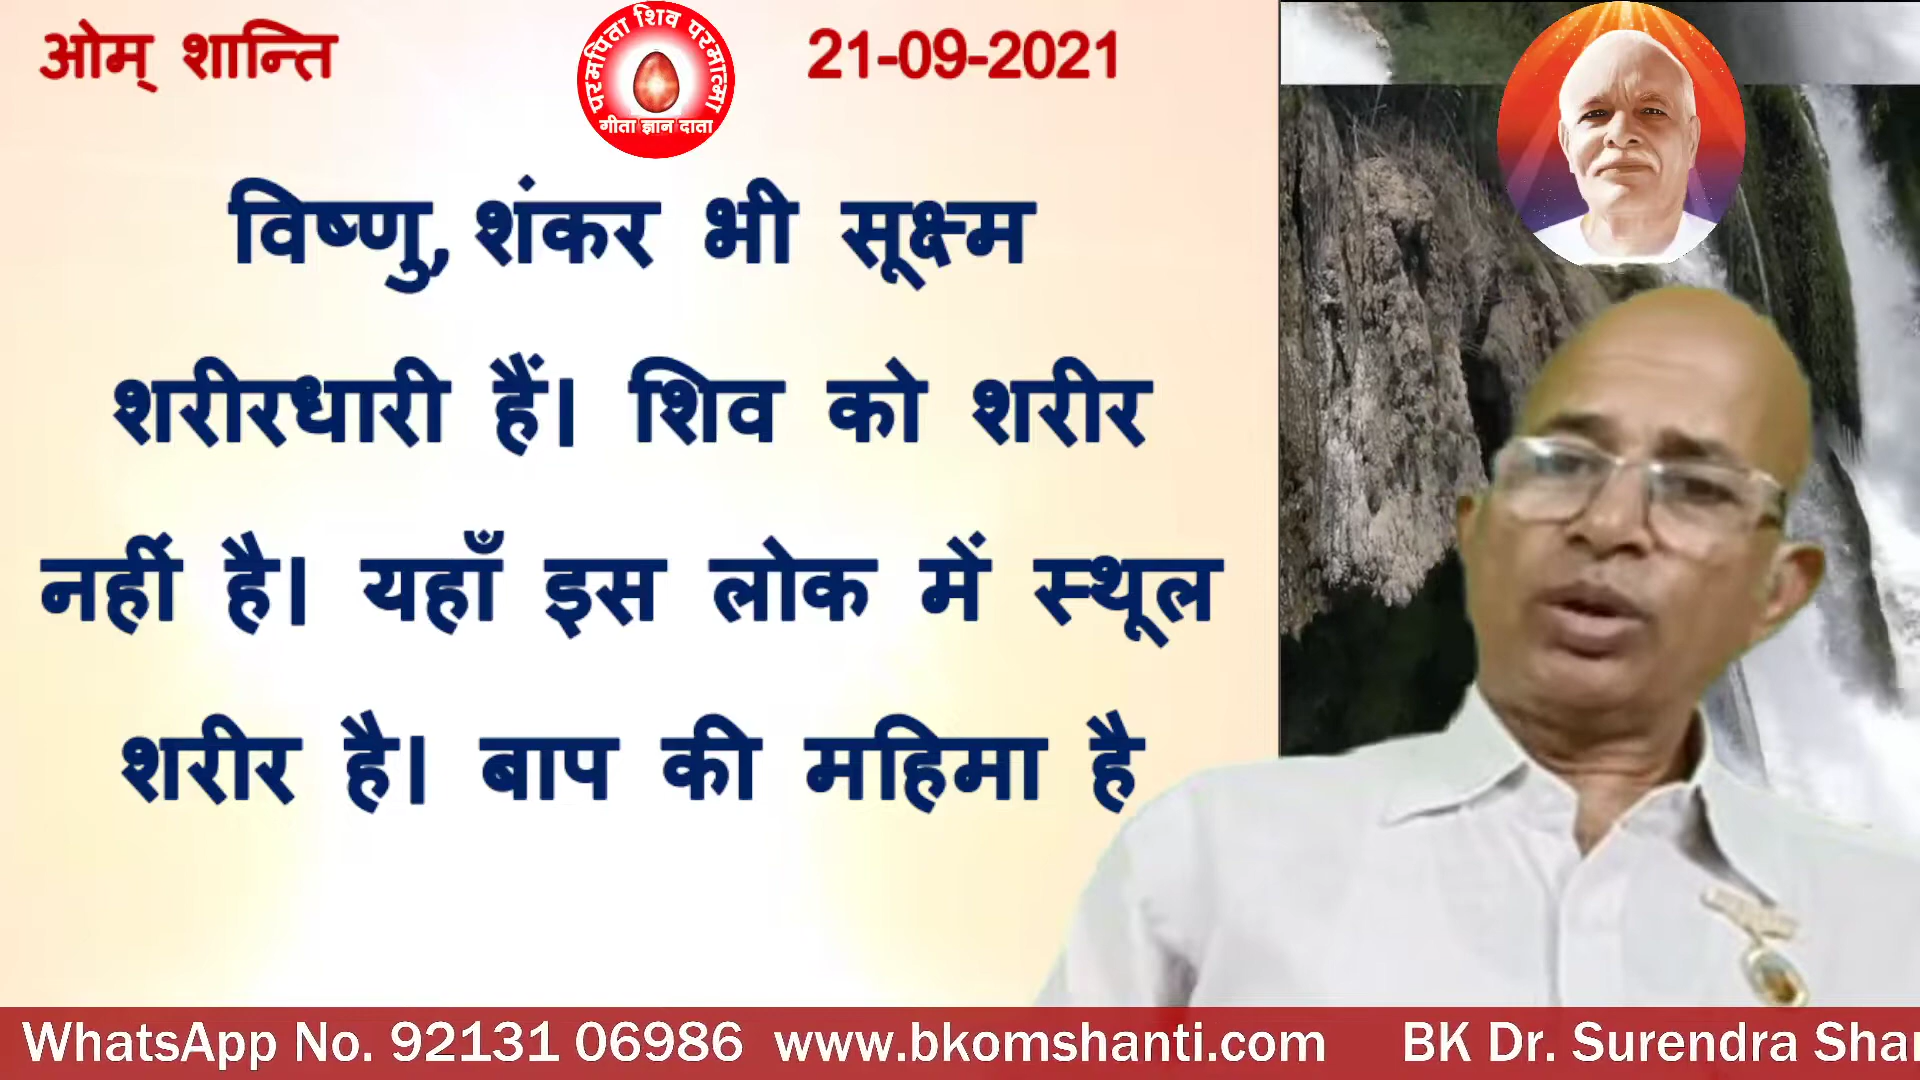 ओम् शान्ति
परमपिता शिव परमात्मा
गीता ज्ञान दाता
21-09-2021
विष्णु, शंकर भी सूक्ष्म
शरीरधारी हैं। शिव को शरीर
नहीं है। यहाँ इस लोक में स्थूल
शरीर है। बाप की महिमा है
WhatsApp No. 92131 06986 www.bkomshanti.com BK Dr. Surendra